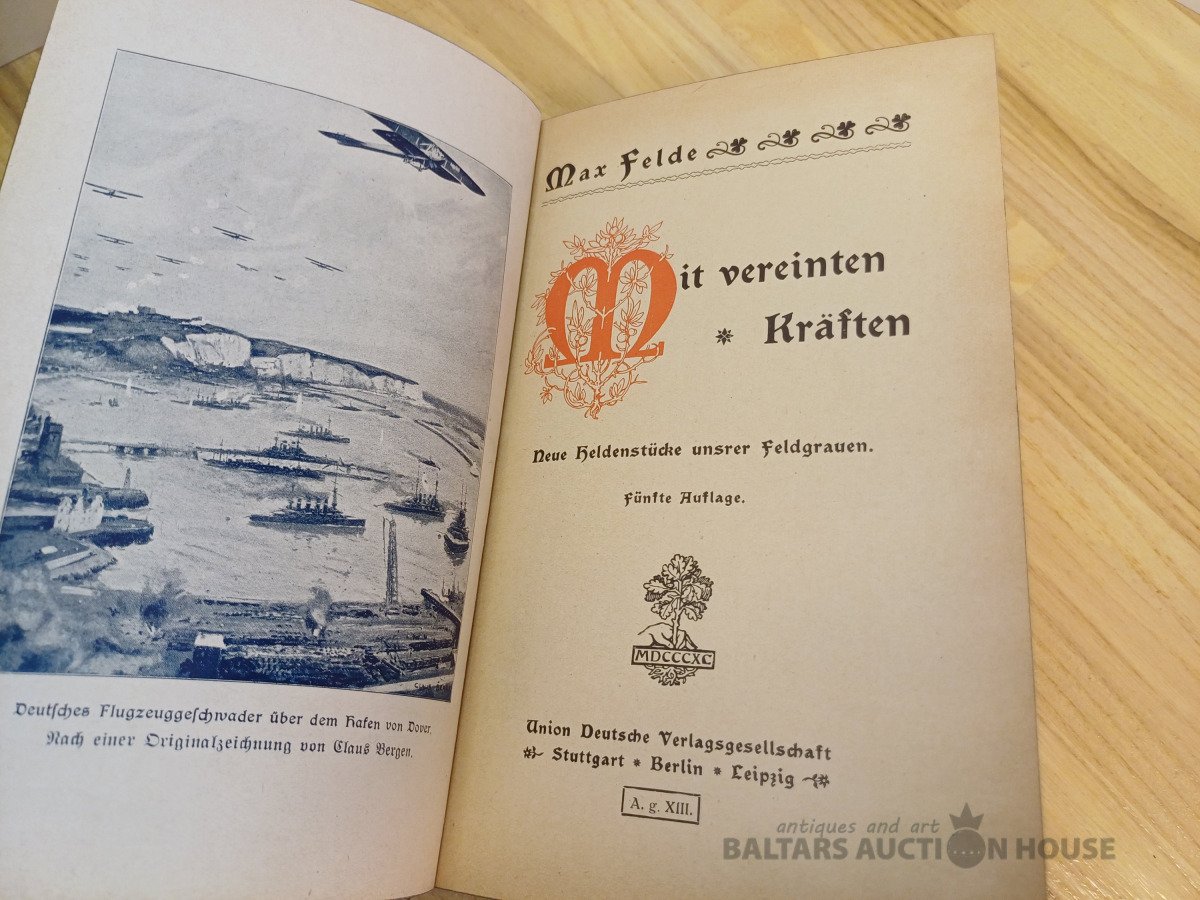 Deutſches Flugzeuggeſchwader über dem Hafen von Dover.
Nach einer Originalzeichnung von Claus Bergen.
Max Felde
Mit vereinten
Kräften
Neue Heldenstücke unsrer Feldgrauen.
Fünfte Auflage.
MDCCCXC
Union Deutsche Verlagsgesellschaft
Stuttgart * Berlin * Leipzig
A. g. XIII.
antiques and art
BALTARS AUCTION HOUSE